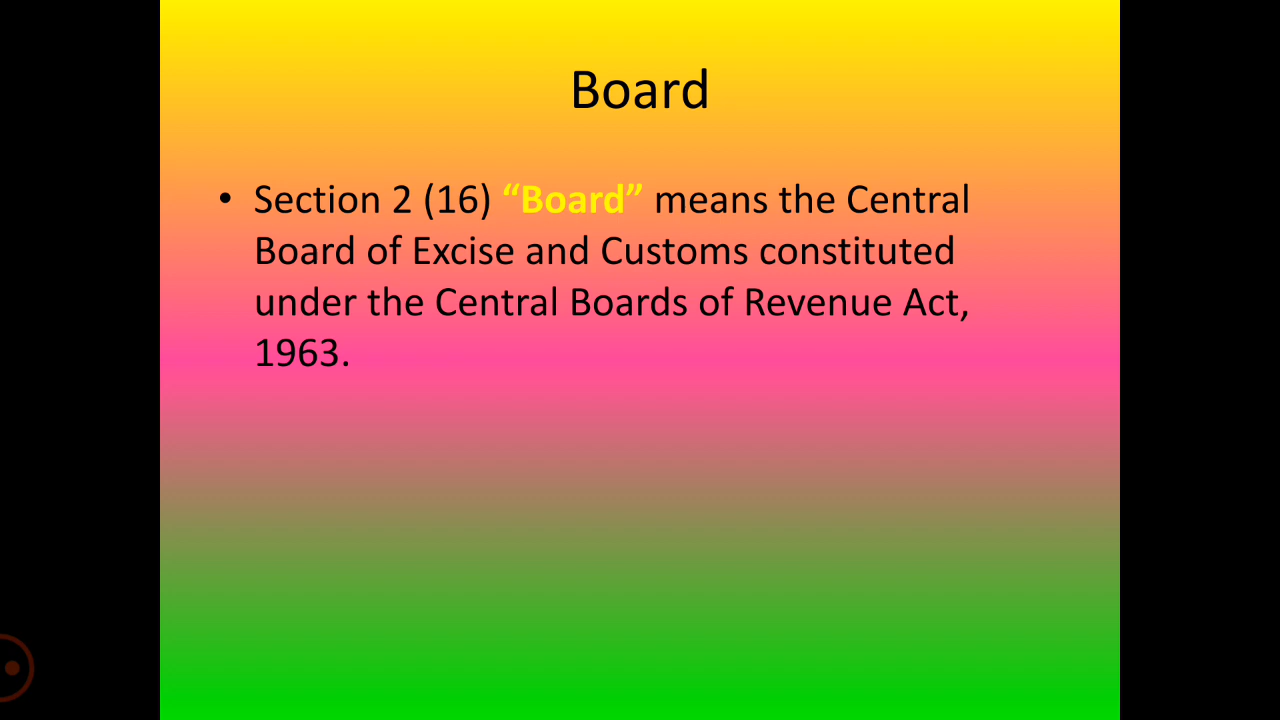 Board
• Section 2 (16) “Board” means the Central
Board of Excise and Customs constituted
under the Central Boards of Revenue Act,
1963.